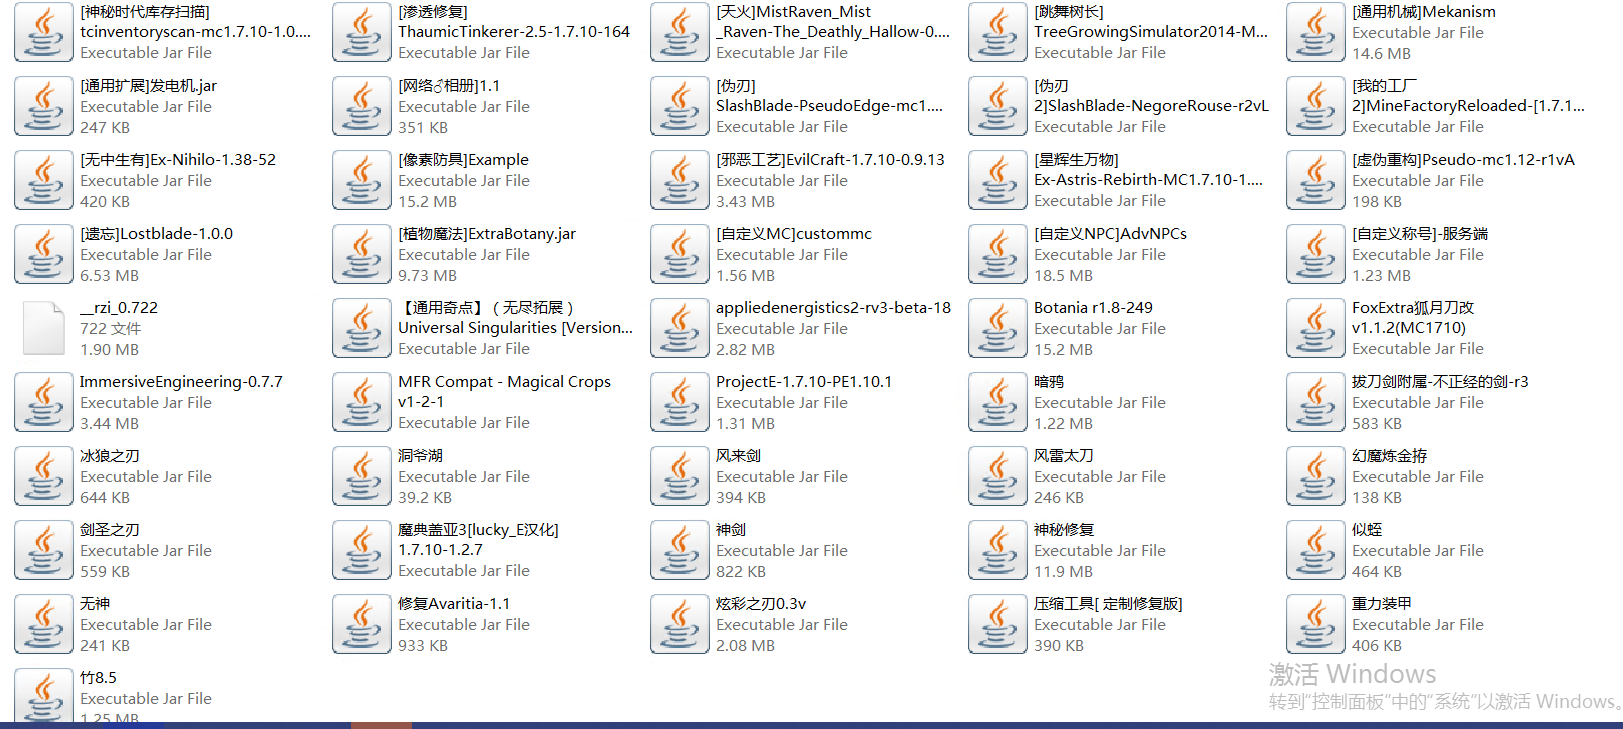 [神秘时代库存扫描]
tcinventoryscan-mc1.7.10-1.0....
Executable Jar File
[渗透修复]
ThaumicTinkerer-2.5-1.7.10-164
Executable Jar File
[天火]MistRaven_Mist
_Raven-The_Deathly_Hallow-0....
Executable Jar File
[跳舞树长]
TreeGrowingSimulator2014-M...
Executable Jar File
[通用机械]Mekanism
Executable Jar File
14.6 MB
[通用扩展]发电机.jar
Executable Jar File
247 KB
[网络♂相册]1.1
Executable Jar File
351 KB
[伪刃]
SlashBlade-PseudoEdge-mc1....
Executable Jar File
[伪刃
2]SlashBlade-NegoreRouse-r2vL
Executable Jar File
[我的工厂
2]MineFactoryReloaded-[1.7.1...
Executable Jar File
[无中生有]Ex-Nihilo-1.38-52
Executable Jar File
420 KB
[像素防具]Example
Executable Jar File
15.2 MB
[邪恶工艺]EvilCraft-1.7.10-0.9.13
Executable Jar File
3.43 MB
[星辉生万物]
Ex-Astris-Rebirth-MC1.7.10-1....
Executable Jar File
[虚伪重构]Pseudo-mc1.12-r1vA
Executable Jar File
198 KB
[遗忘]Lostblade-1.0.0
Executable Jar File
6.53 MB
[植物魔法]ExtraBotany.jar
Executable Jar File
9.73 MB
[自定义MC]custommc
Executable Jar File
1.56 MB
[自定义NPC]AdvNPCs
Executable Jar File
18.5 MB
[自定义称号]-服务端
Executable Jar File
1.23 MB
__rzi_0.722
722 文件
1.90 MB
【通用奇点】（无尽拓展）
Universal Singularities [Version...
Executable Jar File
appliedenergistics2-rv3-beta-18
Executable Jar File
2.82 MB
Botania r1.8-249
Executable Jar File
15.2 MB
FoxExtra狐月刀改
v1.1.2(MC1710)
Executable Jar File
ImmersiveEngineering-0.7.7
Executable Jar File
3.44 MB
MFR Compat - Magical Crops
v1-2-1
Executable Jar File
ProjectE-1.7.10-PE1.10.1
Executable Jar File
1.31 MB
暗鸦
Executable Jar File
1.22 MB
拔刀剑附属-不正经的剑-r3
Executable Jar File
583 KB
冰狼之刃
Executable Jar File
644 KB
洞爷湖
Executable Jar File
39.2 KB
风来剑
Executable Jar File
394 KB
风雷太刀
Executable Jar File
246 KB
幻魔炼金拵
Executable Jar File
138 KB
剑圣之刃
Executable Jar File
559 KB
魔典盖亚3[lucky_E汉化]
1.7.10-1.2.7
Executable Jar File
神剑
Executable Jar File
822 KB
神秘修复
Executable Jar File
11.9 MB
似蛭
Executable Jar File
464 KB
无神
Executable Jar File
241 KB
修复Avaritia-1.1
Executable Jar File
933 KB
炫彩之刃0.3v
Executable Jar File
2.08 MB
压缩工具[ 定制修复版]
Executable Jar File
390 KB
重力装甲
Executable Jar File
406 KB
竹8.5
Executable Jar File
1.25 MB
激活 Windows
转到"控制面板"中的"系统"以激活 Windows。